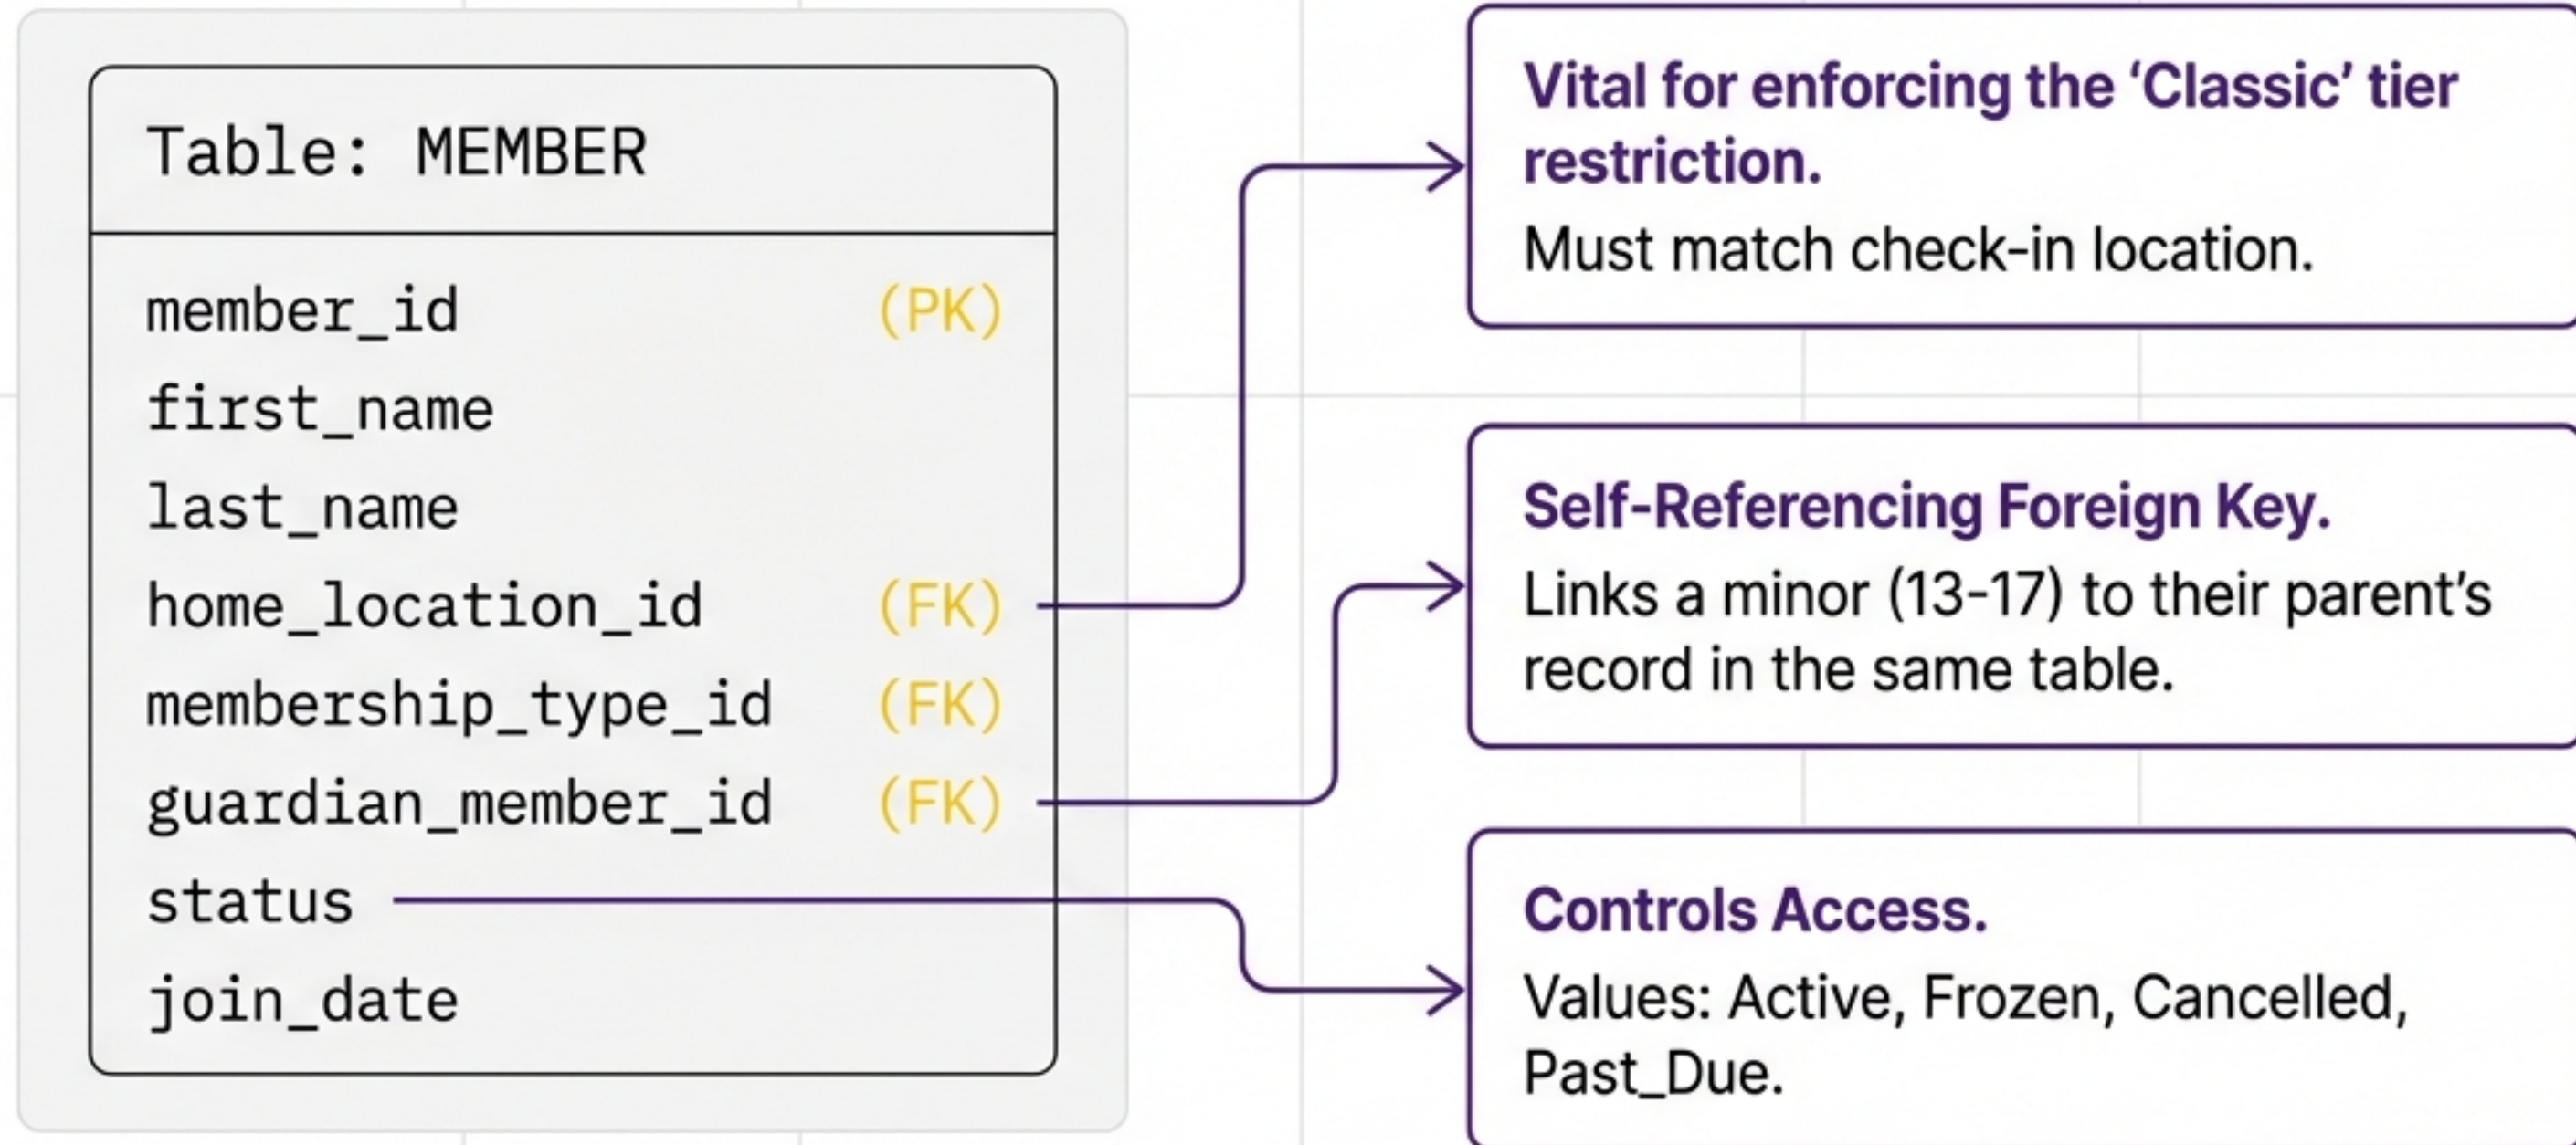 Table: MEMBER
member_id (PK)
first_name
last_name
home_location_id (FK)
membership_type_id (FK)
guardian_member_id (FK)
status
join_date
Vital for enforcing the ‘Classic’ tier
restriction.
Must match check-in location.
Self-Referencing Foreign Key.
Links a minor (13-17) to their parent’s
record in the same table.
Controls Access.
Values: Active, Frozen, Cancelled,
Past_Due.